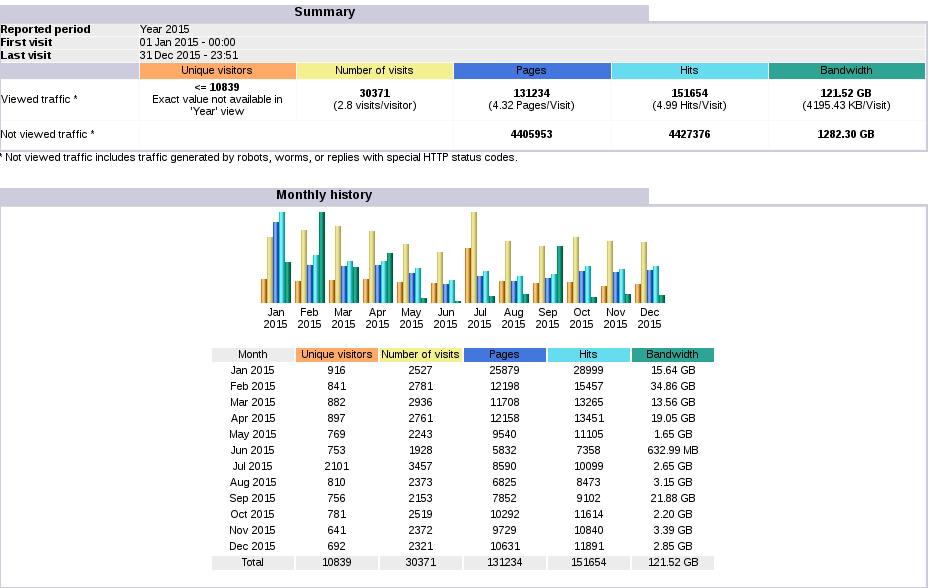 Summary
Reported period Year 2015
First visit 01 Jan 2015 - 00:00
Last visit 31 Dec 2015 - 23:51
Unique visitors Number of visits Pages Hits Bandwidth
Viewed traffic * <= 10839 30371 131234 151654 121.52 GB
Exact value not available in (2.8 visits/visitor) (4.32 Pages/Visit) (4.99 Hits/Visit) (4195.43 KB/Visit)
'Year' view
Not viewed traffic * 4405953 4427376 1282.30 GB
* Not viewed traffic includes traffic generated by robots, worms, or replies with special HTTP status codes.
Monthly history
Jan Feb Mar Apr May Jun Jul Aug Sep Oct Nov Dec
2015 2015 2015 2015 2015 2015 2015 2015 2015 2015 2015 2015
Month Unique visitors Number of visits Pages Hits Bandwidth
Jan 2015 916 2527 25879 28999 15.64 GB
Feb 2015 841 2781 12198 15457 34.86 GB
Mar 2015 882 2936 11708 13265 13.56 GB
Apr 2015 897 2761 12158 13451 19.05 GB
May 2015 769 2243 9540 11105 1.65 GB
Jun 2015 753 1928 5832 7358 632.99 MB
Jul 2015 2101 3457 8590 10099 2.65 GB
Aug 2015 810 2373 6825 8473 3.15 GB
Sep 2015 756 2153 7852 9102 21.88 GB
Oct 2015 781 2519 10292 11614 2.20 GB
Nov 2015 641 2372 9729 10840 3.39 GB
Dec 2015 692 2321 10631 11891 2.85 GB
Total 10839 30371 131234 151654 121.52 GB